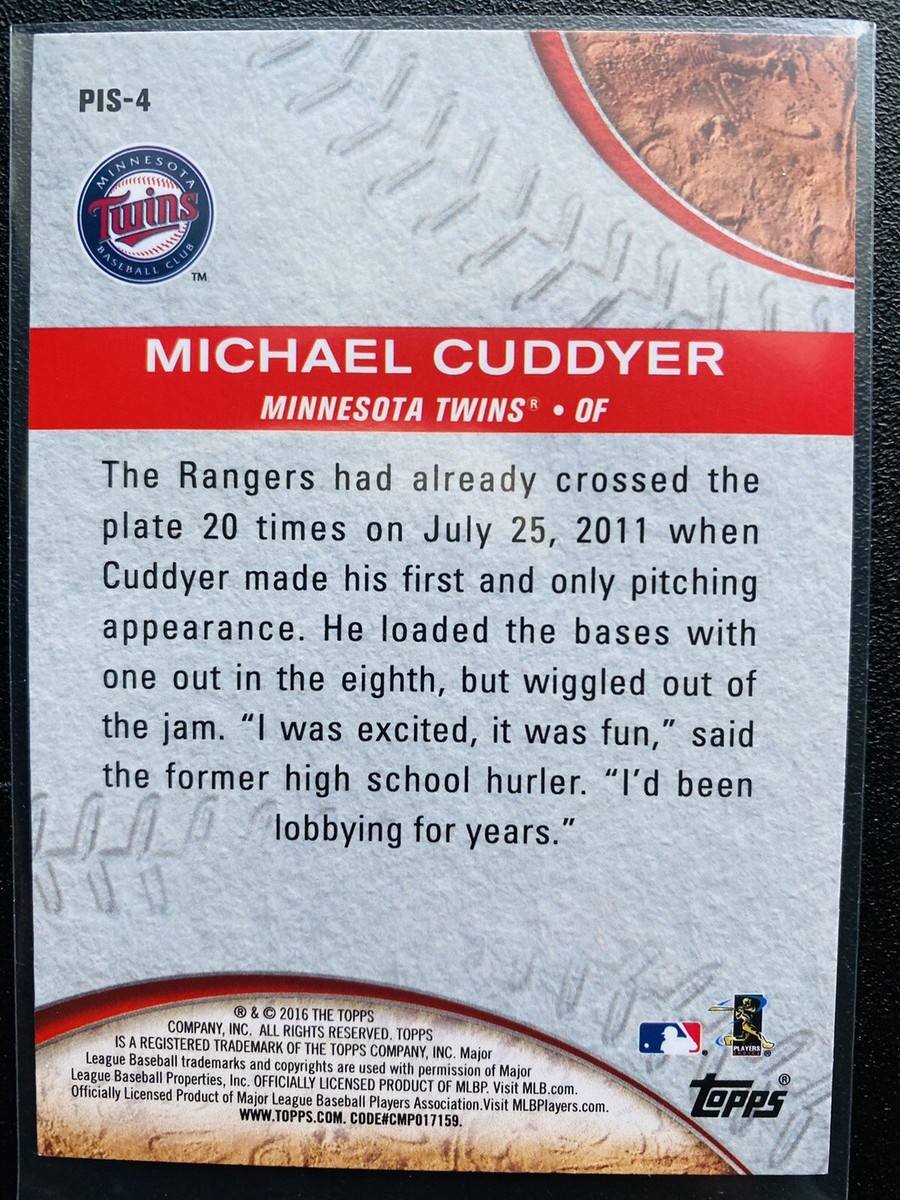 PIS-4
MINNESOTA
Twins
BASEBALL CLUB
TM
MICHAEL CUDDYER
MINNESOTA TWINS® • OF
The Rangers had already crossed the
plate 20 times on July 25, 2011 when
Cuddyer made his first and only pitching
appearance. He loaded the bases with
one out in the eighth, but wiggled out of
the jam. “I was excited, it was fun,” said
the former high school hurler. “I’d been
lobbying for years.”
® & © 2016 THE TOPPS
COMPANY, INC. ALL RIGHTS RESERVED. TOPPS
IS A REGISTERED TRADEMARK OF THE TOPPS COMPANY, INC. Major
League Baseball trademarks and copyrights are used with permission of Major
League Baseball Properties, Inc. OFFICIALLY LICENSED PRODUCT OF MLBP. Visit MLB.com.
Officially Licensed Product of Major League Baseball Players Association.Visit MLBPlayers.com.
WWW.TOPPS.COM. CODE#CMP017159.
PLAYERS
®
Topps®